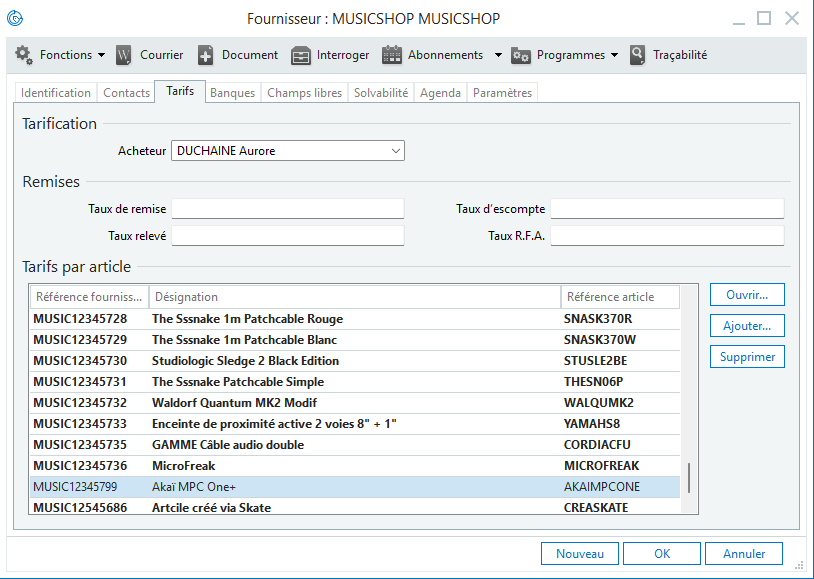 Fournisseur : MUSICSHOP MUSICSHOP
Fonctions Courrier Document Interroger Abonnements Programmes Traçabilité
Identification Contacts Tarifs Banques Champs libres Solvabilité Agenda Paramètres
Tarification
Acheteur DUCHAINE Aurore
Remises
Taux de remise Taux d'escompte
Taux relevé Taux R.F.A.
Tarifs par article
Référence fourniss... Désignation Référence article
MUSIC12345728 The Sssnake 1m Patchcable Rouge SNASK370R
MUSIC12345729 The Sssnake 1m Patchcable Blanc SNASK370W
MUSIC12345730 Studiologic Sledge 2 Black Edition STUSLE2BE
MUSIC12345731 The Sssnake Patchcable Simple THESN06P
MUSIC12345732 Waldorf Quantum MK2 Modif WALQUMK2
MUSIC12345733 Enceinte de proximité active 2 voies 8" + 1" YAMAHS8
MUSIC12345735 GAMME Câble audio double CORDIACFU
MUSIC12345736 MicroFreak MICROFREAK
MUSIC12345799 Akaï MPC One+ AKAIMPCONE
MUSIC12545686 Artcile créé via Skate CREASKATE
Ouvrir...
Ajouter...
Supprimer
Nouveau OK Annuler